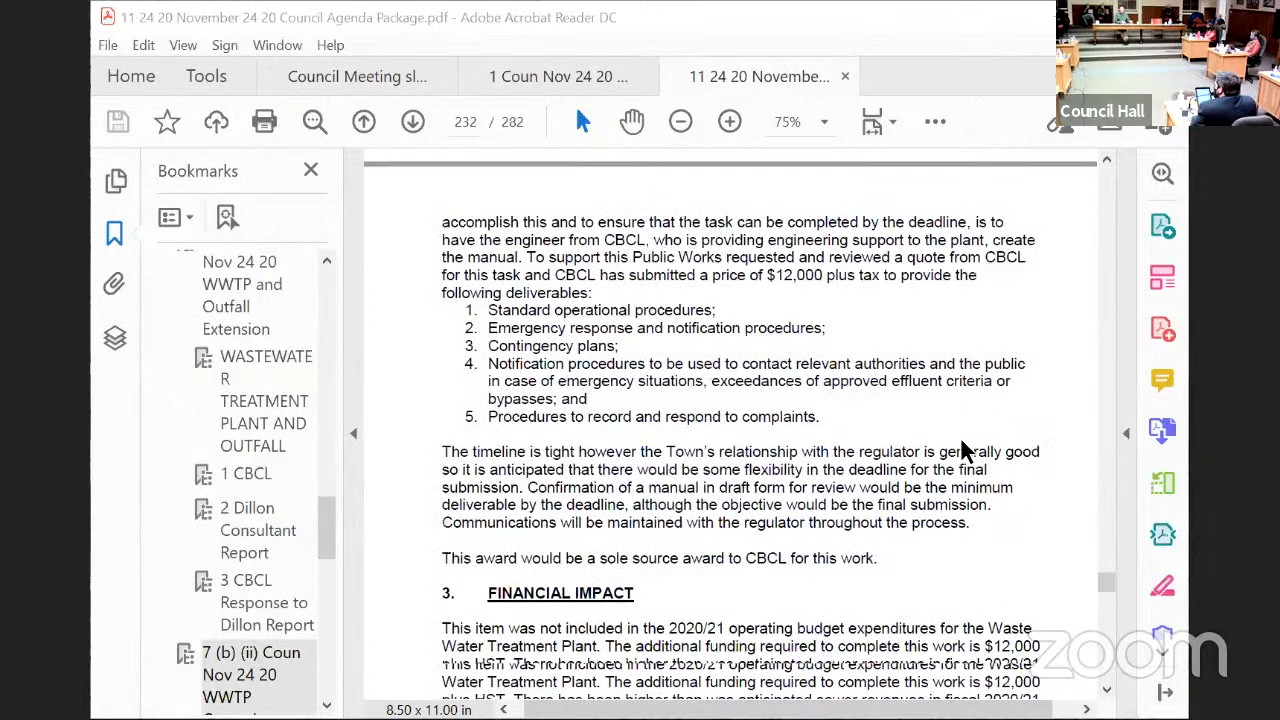 11 24 20 November 24 20 Council Agenda Package.pdf - Adobe Acrobat Reader DC
File Edit View Sign Window Help
Home Tools Council Meeting sl... 1 Coun Nov 24 20 ... 11 24 20 Novembe...
232 / 282 75%
Council Hall
Bookmarks
Nov 24 20
WWTP and
Outfall
Extension
WASTEWATE
R
TREATMENT
PLANT AND
OUTFALL
1 CBCL
2 Dillon
Consultant
Report
3 CBCL
Response to
Dillon Report
7 (b) (ii) Coun
Nov 24 20
WWTP
accomplish this and to ensure that the task can be completed by the deadline, is to
have the engineer from CBCL, who is providing engineering support to the plant, create
the manual. To support this Public Works requested and reviewed a quote from CBCL
for this task and CBCL has submitted a price of $12,000 plus tax to provide the
following deliverables:
1. Standard operational procedures;
2. Emergency response and notification procedures;
3. Contingency plans;
4. Notification procedures to be used to contact relevant authorities and the public
in case of emergency situations, exceedances of approved effluent criteria or
bypasses; and
5. Procedures to record and respond to complaints.
The timeline is tight however the Town's relationship with the regulator is generally good
so it is anticipated that there would be some flexibility in the deadline for the final
submission. Confirmation of a manual in draft form for review would be the minimum
deliverable by the deadline, although the objective would be the final submission.
Communications will be maintained with the regulator throughout the process.
This award would be a sole source award to CBCL for this work.
3. FINANCIAL IMPACT
This item was not included in the 2020/21 operating budget expenditures for the Waste
Water Treatment Plant. The additional funding required to complete this work is $12,000
Water Treatment Plant. The additional funding required to complete this work is $12,000
plus HST. There has been higher than was anticipated sewer revenues in fiscal 2020/21
8.50 x 11.00 in
zoom